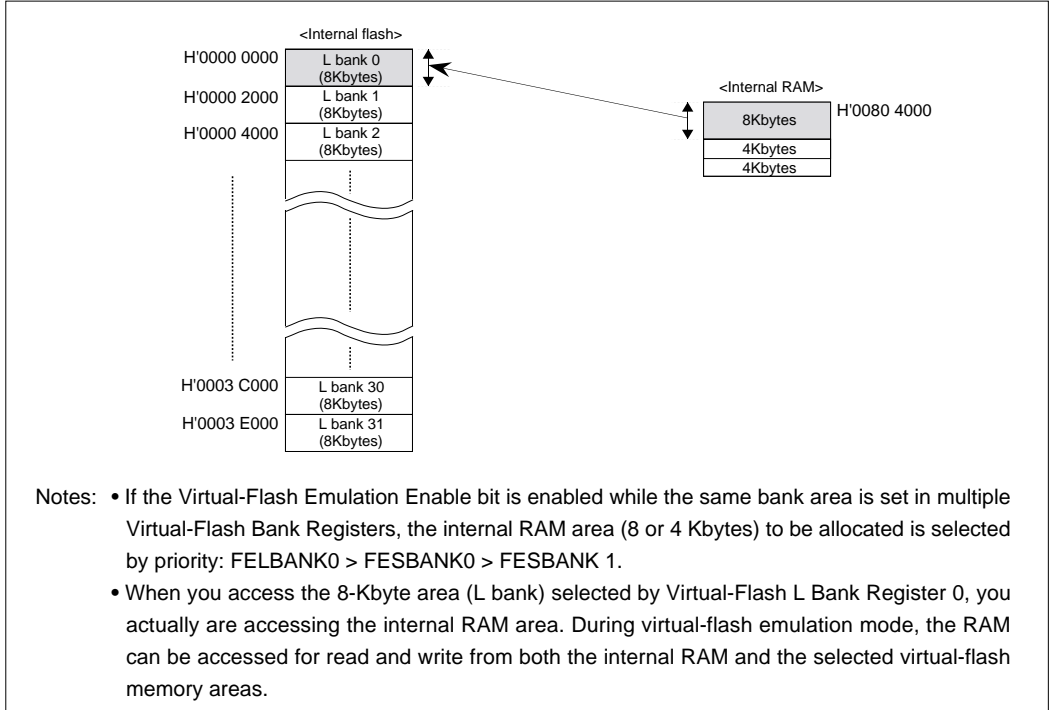 <Internal flash>
H'0000 0000
L bank 0
(8Kbytes)
H'0000 2000
L bank 1
(8Kbytes)
H'0000 4000
L bank 2
(8Kbytes)
<Internal RAM>
8Kbytes
H'0080 4000
4Kbytes
4Kbytes
H'0003 C000
L bank 30
(8Kbytes)
H'0003 E000
L bank 31
(8Kbytes)
Notes: • If the Virtual-Flash Emulation Enable bit is enabled while the same bank area is set in multiple
Virtual-Flash Bank Registers, the internal RAM area (8 or 4 Kbytes) to be allocated is selected
by priority: FELBANK0 > FESBANK0 > FESBANK 1.
• When you access the 8-Kbyte area (L bank) selected by Virtual-Flash L Bank Register 0, you
actually are accessing the internal RAM area. During virtual-flash emulation mode, the RAM
can be accessed for read and write from both the internal RAM and the selected virtual-flash
memory areas.